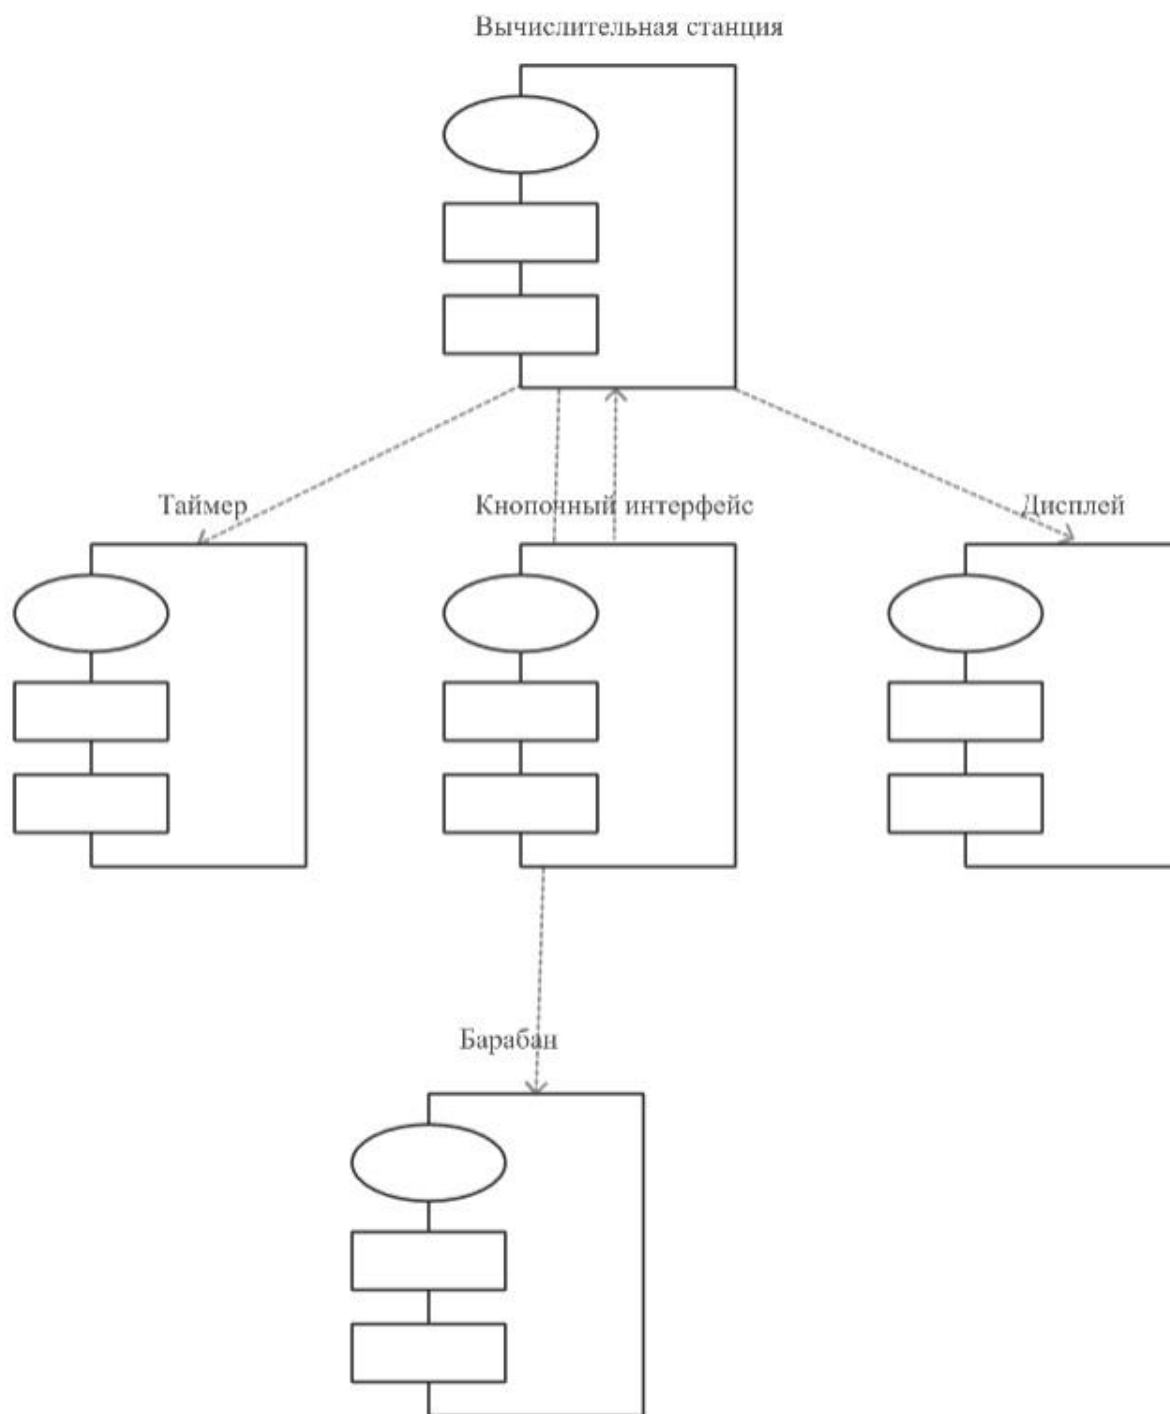 Вычислительная станция
Таймер
Кнопочный интерфейс
Дисплей
Барабан